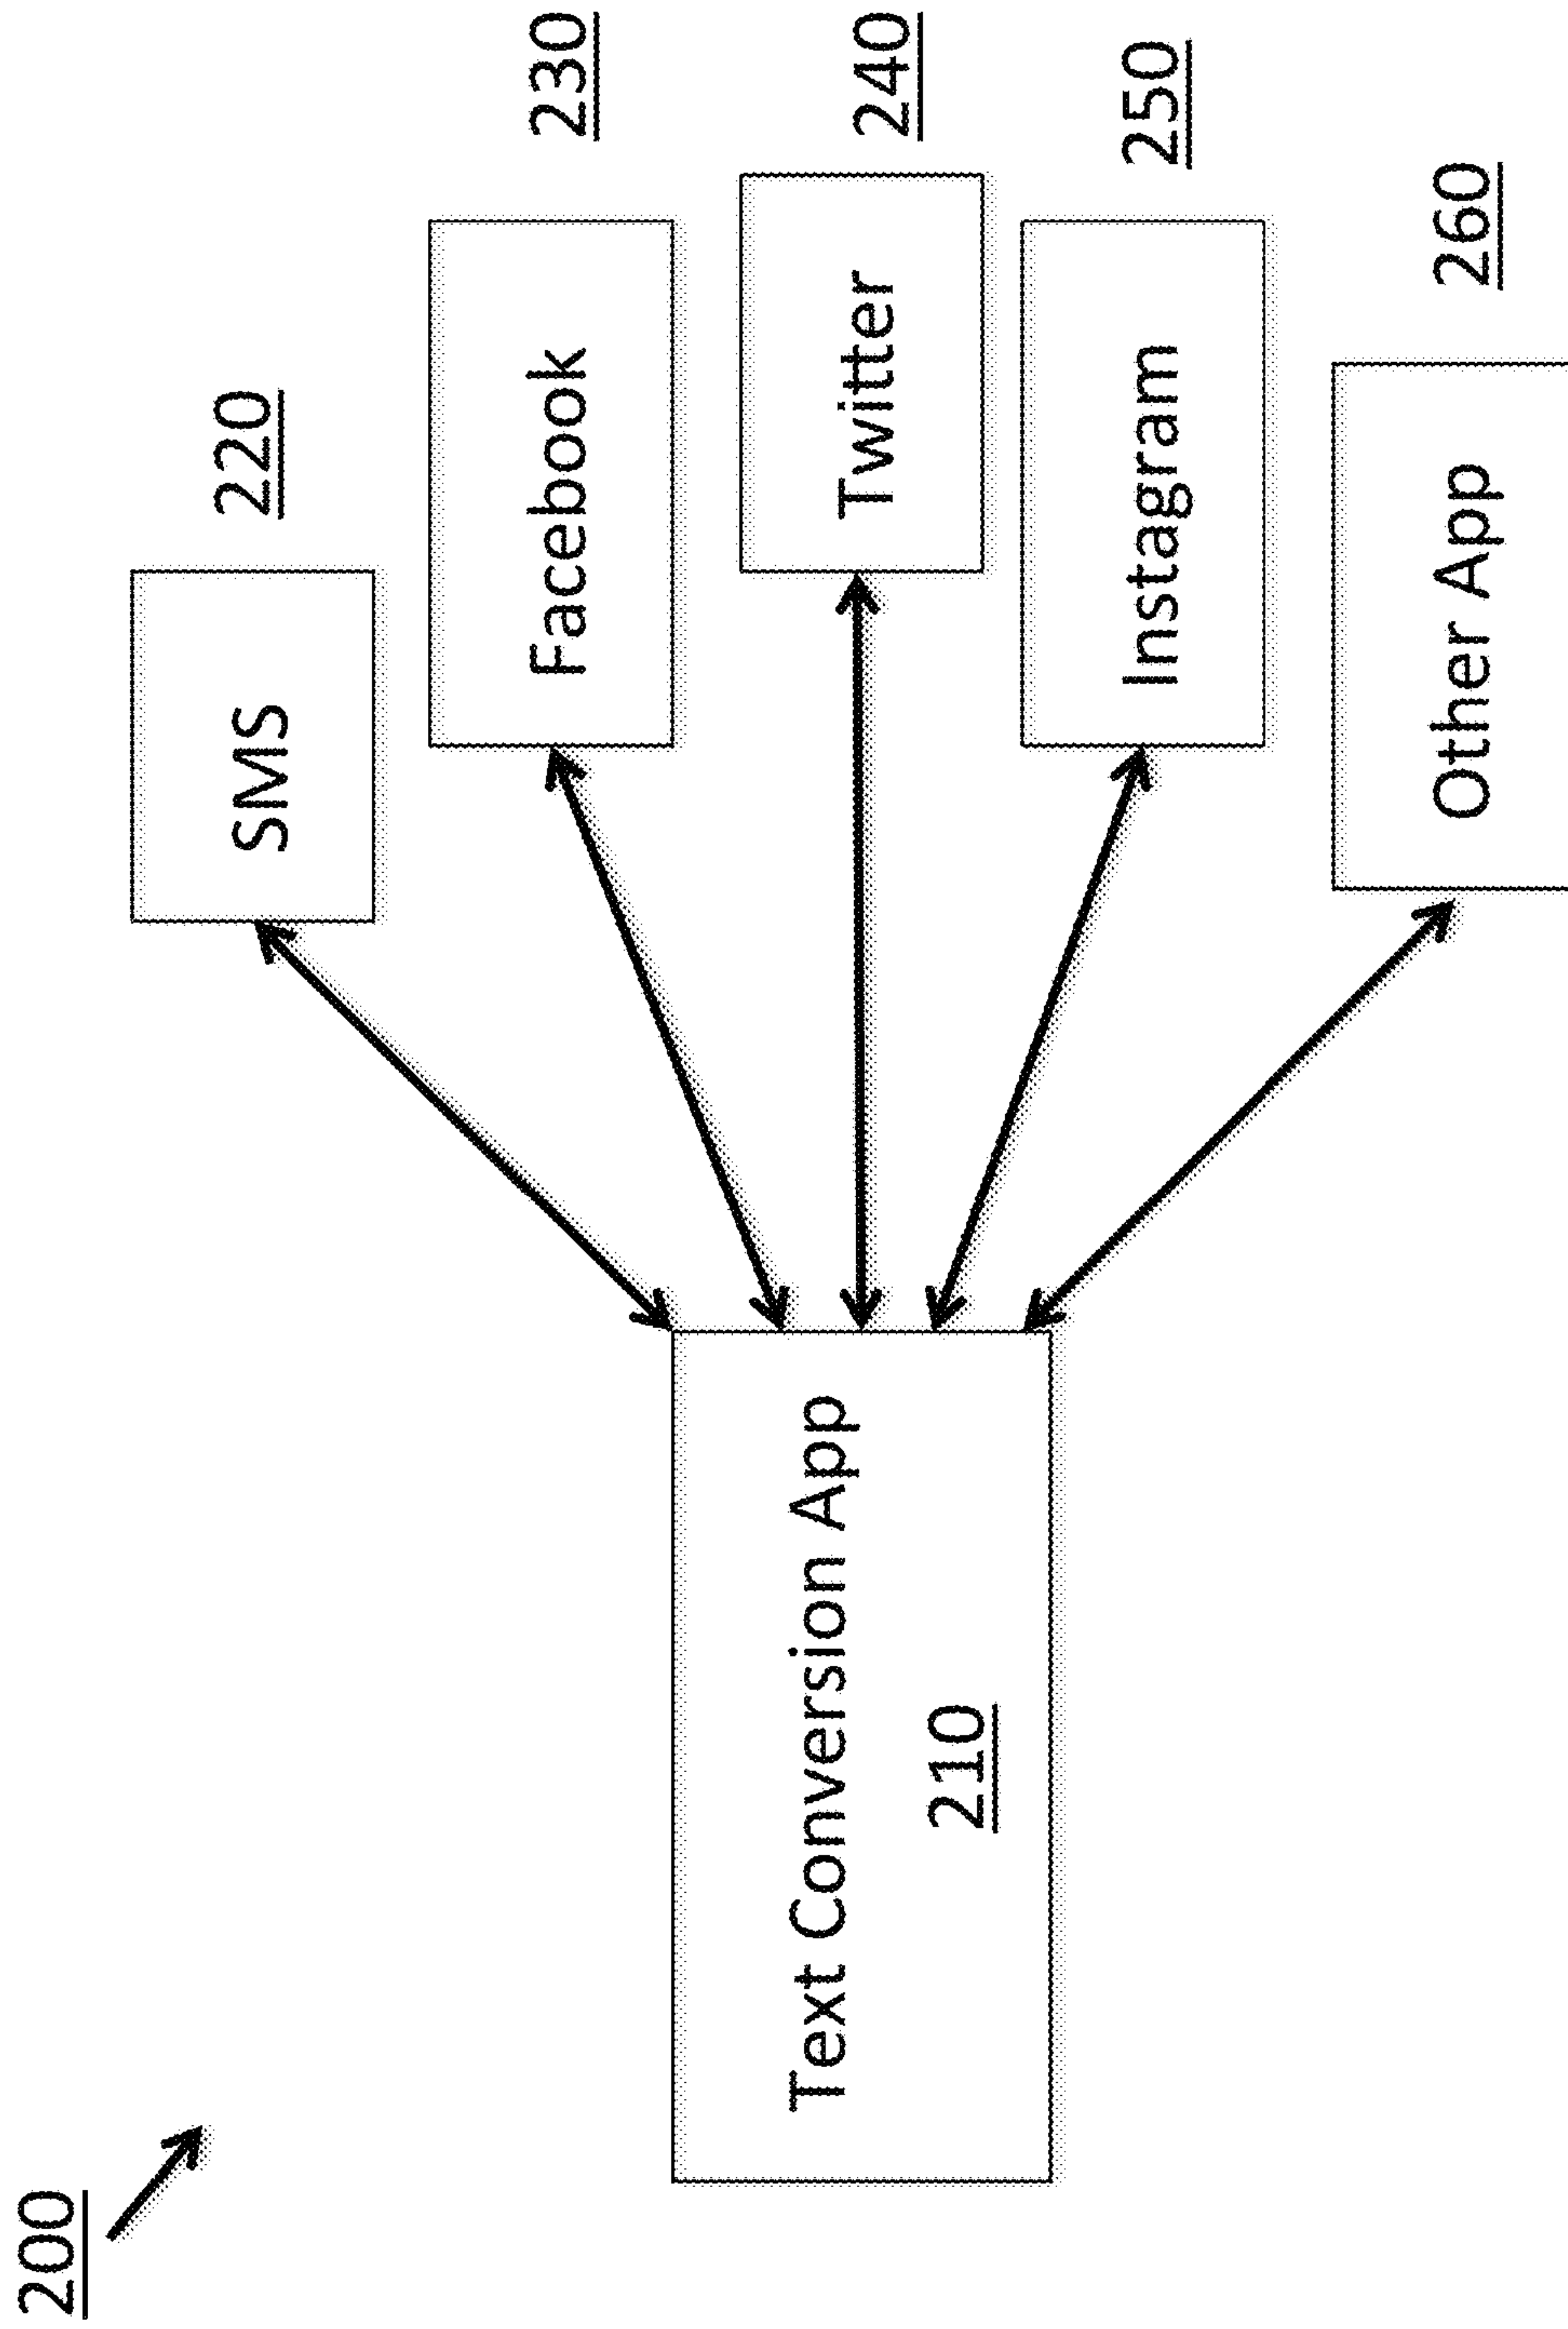 200
Text Conversion App
210
SMS
220
Facebook
230
Twitter
240
Instagram
250
Other App
260